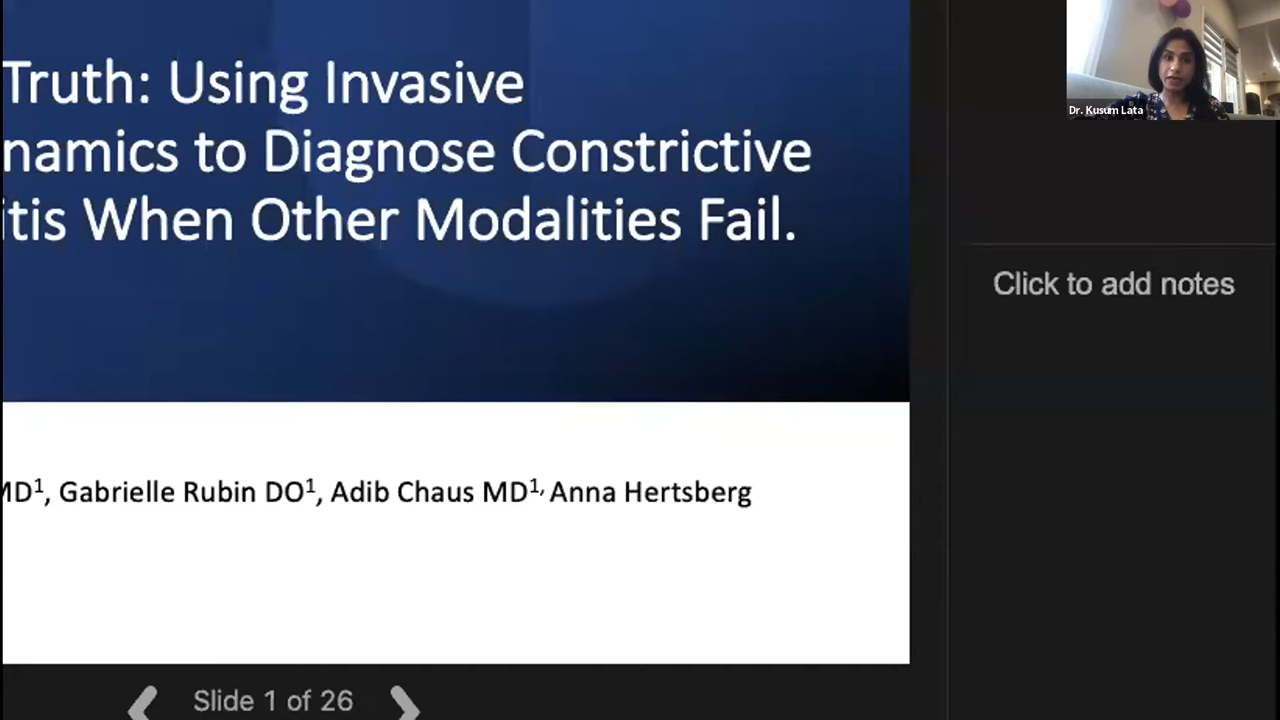 Truth: Using Invasive
namics to Diagnose Constrictive
itis When Other Modalities Fail.
MD¹, Gabrielle Rubin DO¹, Adib Chaus MD¹, Anna Hertsberg
Slide 1 of 26
Dr. Kusum Lata
Click to add notes